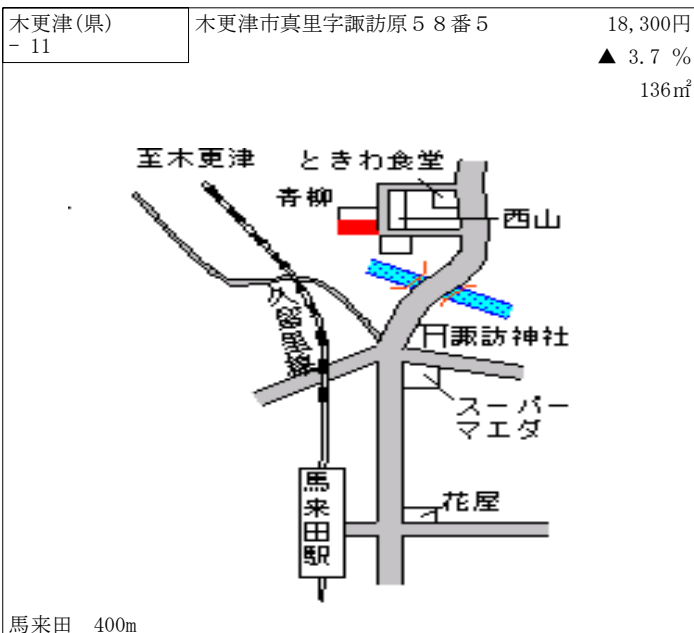 木更津(県)
- 11
木更津市真里字諏訪原５８番５
18,300円
▲ 3.7 %
136㎡
至木更津
ときわ食堂
青柳
西山
久留里線
诹訪神社
スーパー
マエダ
花屋
馬来田駅
馬来田　400m